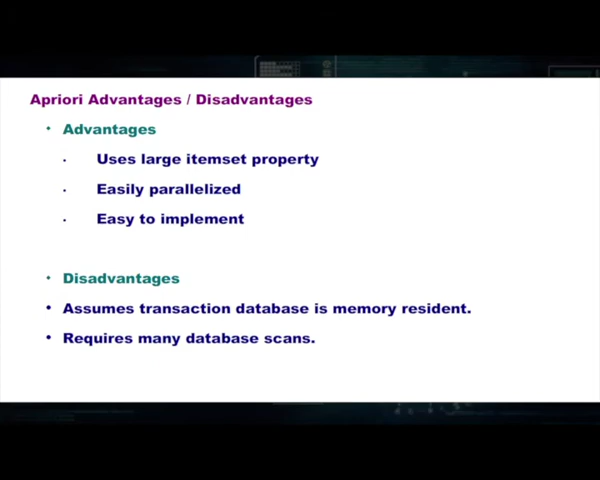 Apriori Advantages / Disadvantages
• Advantages
• Uses large itemset property
• Easily parallelized
• Easy to implement
• Disadvantages
• Assumes transaction database is memory resident.
• Requires many database scans.